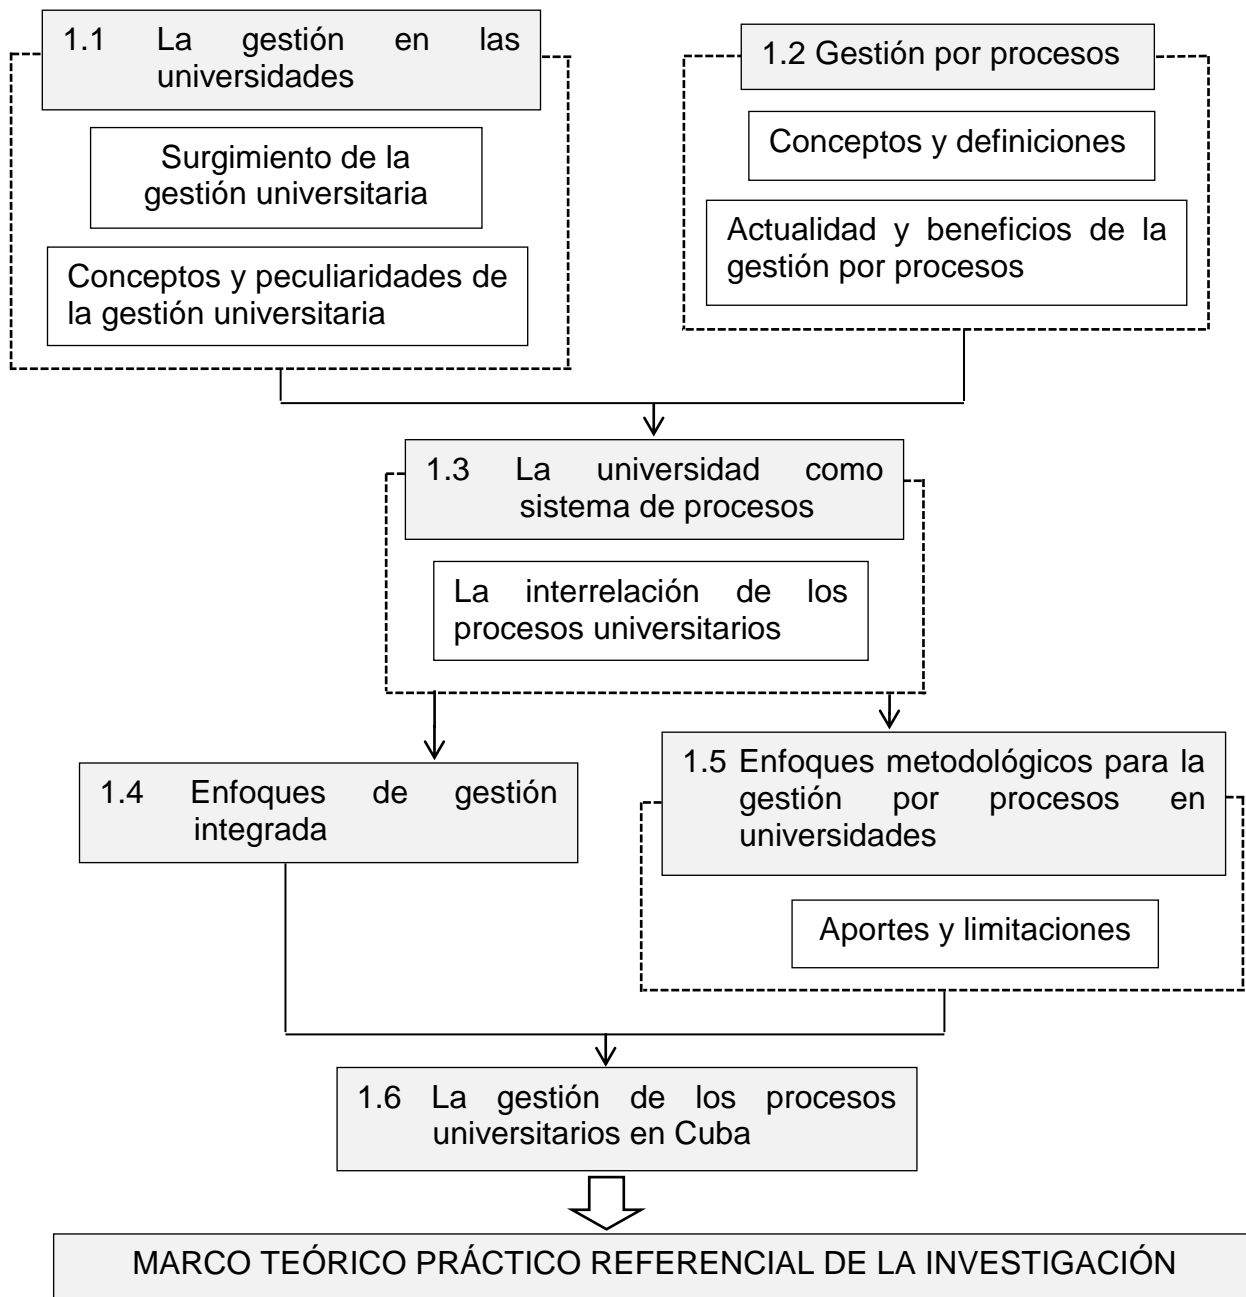 1.1 La gestión en las
universidades
Surgimiento de la
gestión universitaria
Conceptos y peculiaridades de
la gestión universitaria
1.2 Gestión por procesos
Conceptos y definiciones
Actualidad y beneficios de la
gestión por procesos
1.3 La universidad como
sistema de procesos
La interrelación de los
procesos universitarios
1.4 Enfoques de gestión
integrada
1.5 Enfoques metodológicos para la
gestión por procesos en
universidades
Aportes y limitaciones
1.6 La gestión de los procesos
universitarios en Cuba
MARCO TEÓRICO PRÁCTICO REFERENCIAL DE LA INVESTIGACIÓN